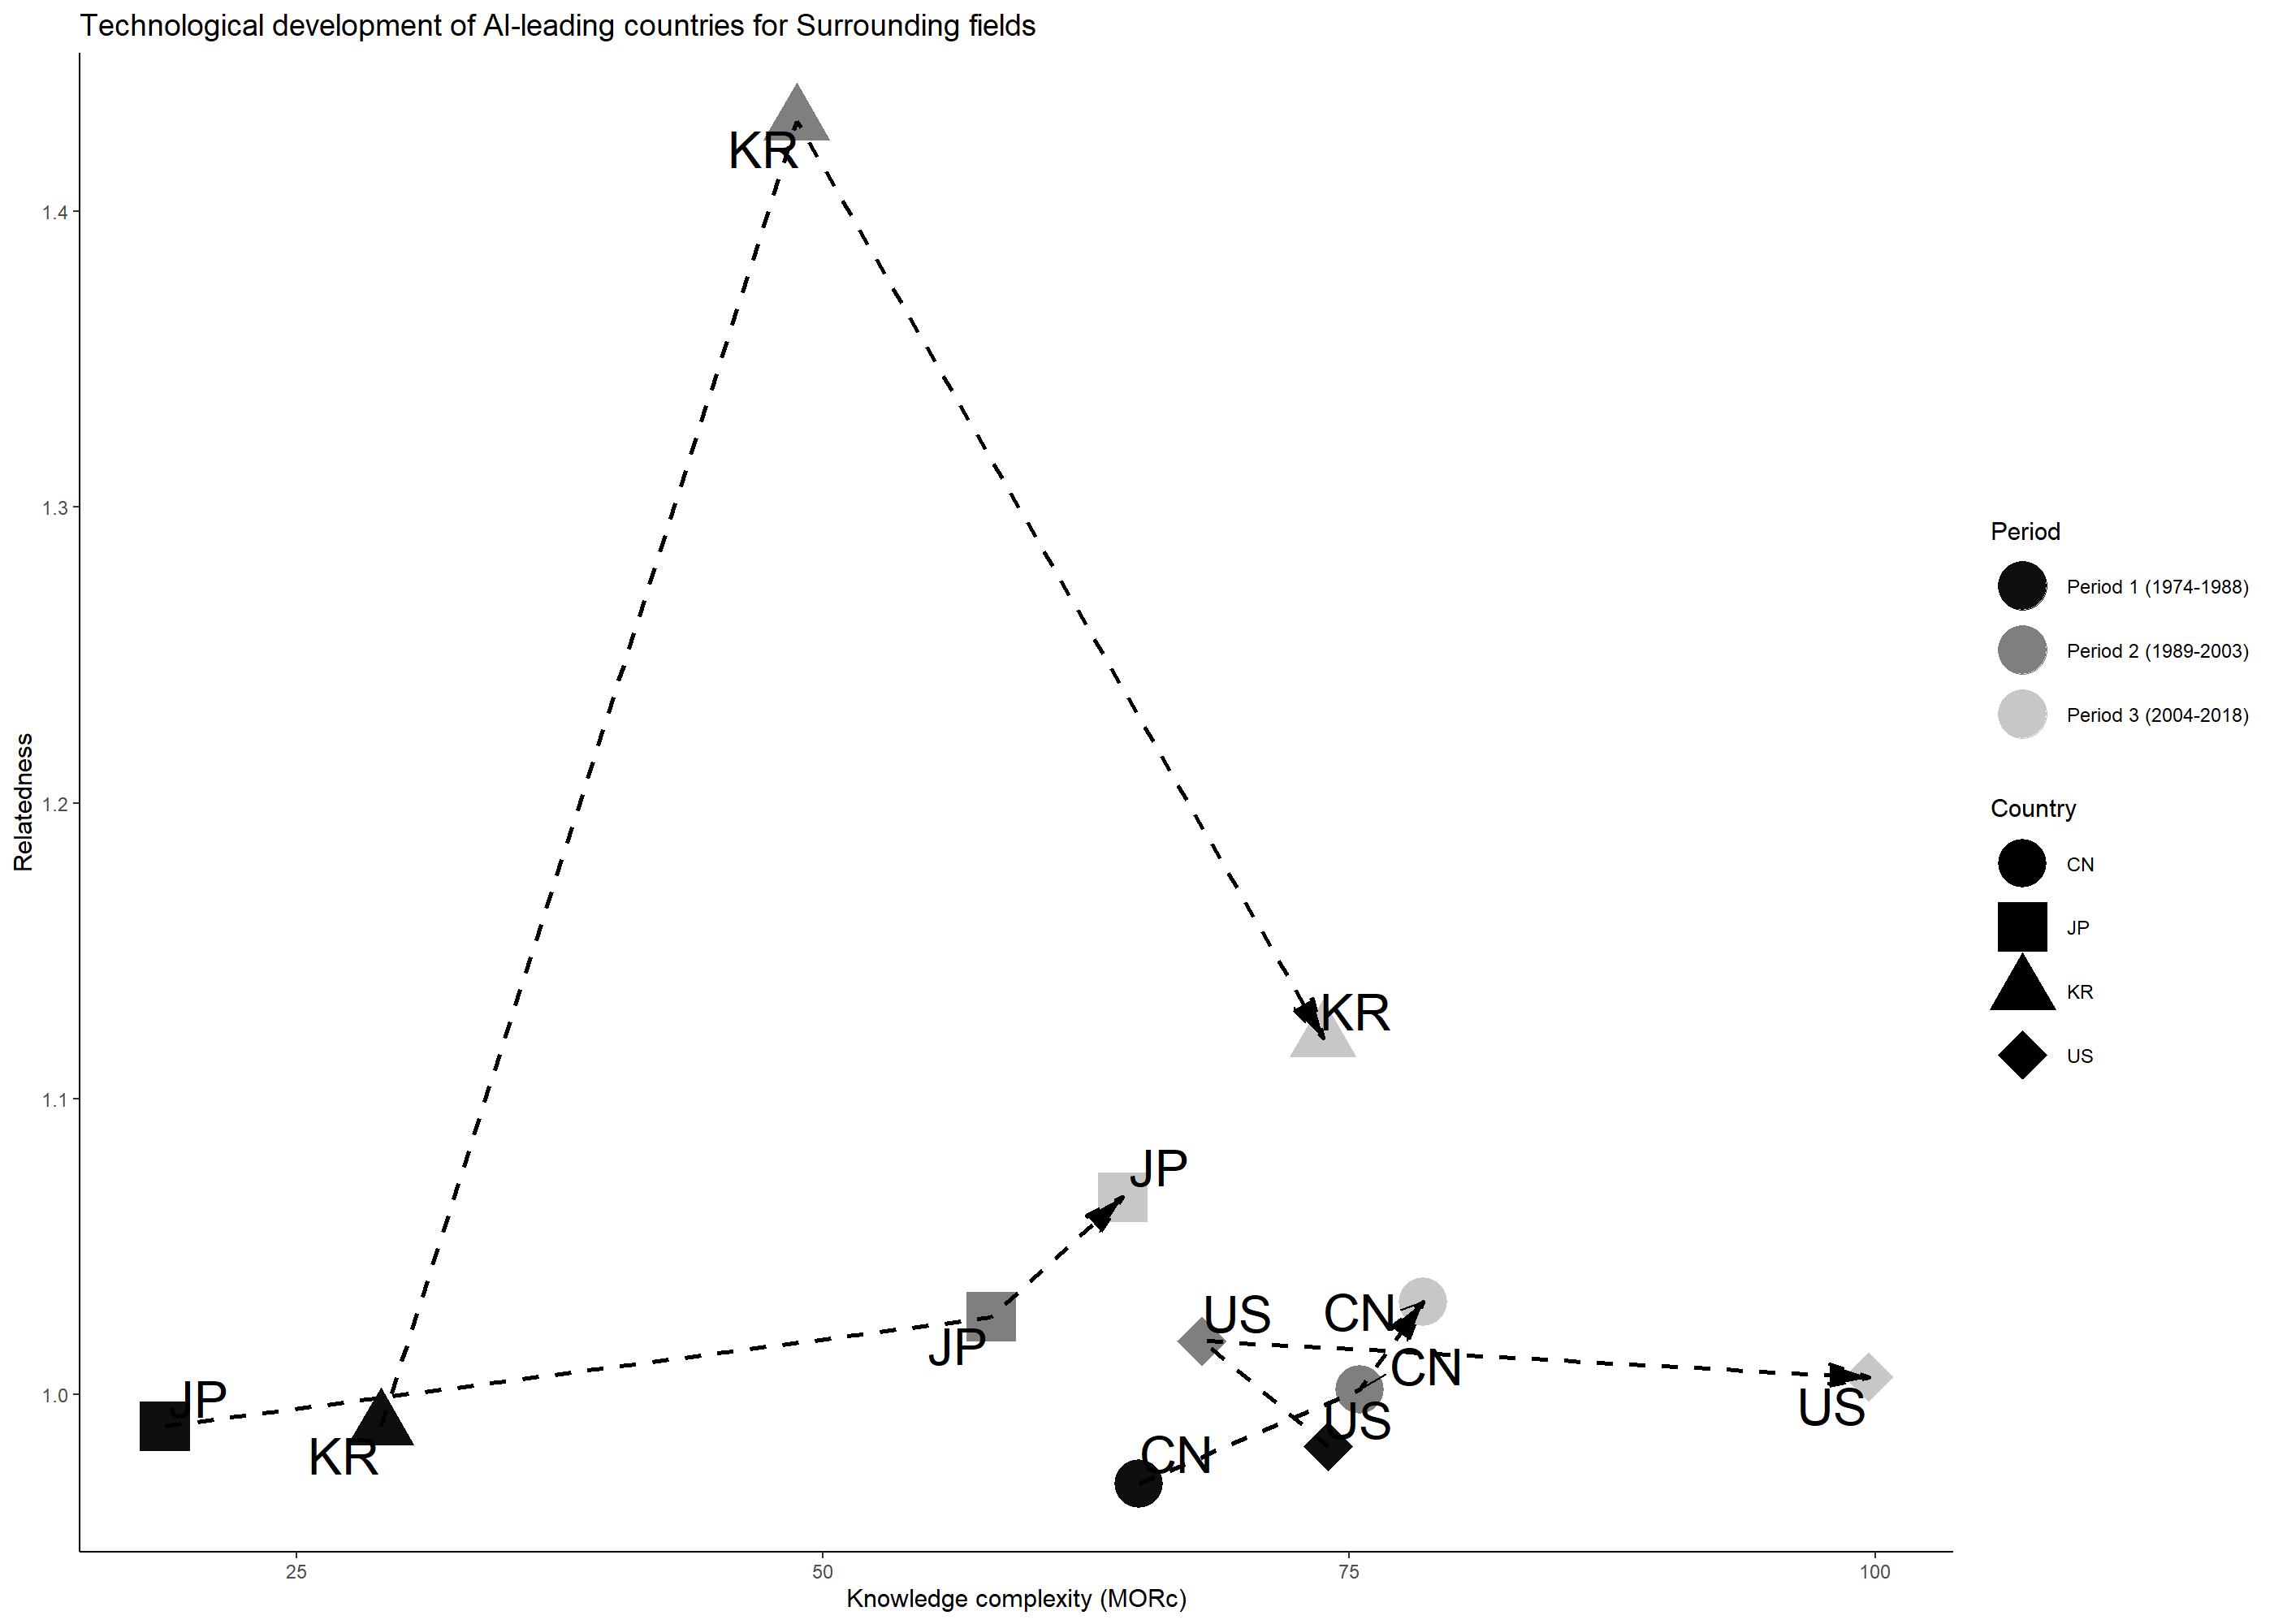 Technological development of AI-leading countries for Surrounding fields
Relatedness
1.4
1.3
1.2
1.1
1.0
KR
KR
JP
JP
JP
KR
US
CN
CN
US
US
CN
25
50
75
100
Knowledge complexity (MORc)
Period
Period 1 (1974-1988)
Period 2 (1989-2003)
Period 3 (2004-2018)
Country
CN
JP
KR
US